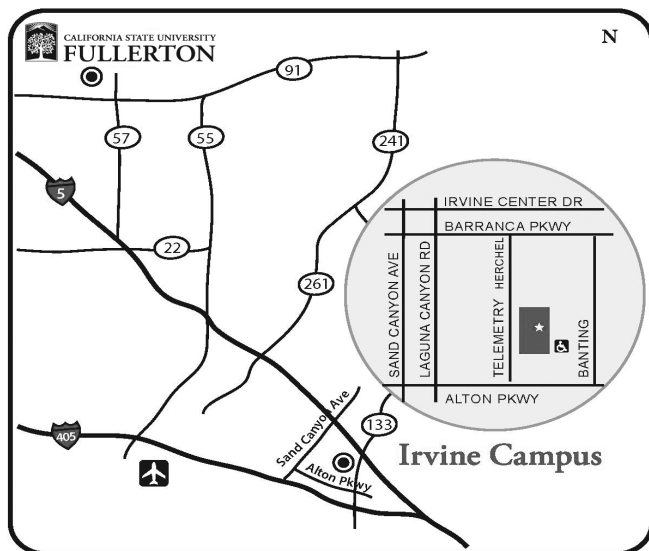 CALIFORNIA STATE UNIVERSITY
FULLERTON
N
91
57
55
241
5
IRVINE CENTER DR
BARRANCA PKWY
SAND CANYON AVE
LAGUNA CANYON RD
TELEMETRY
HERCHEL
BANTING
ALTON PKWY
22
261
Sand Canyon Ave
133
405
Alton Pkwy
Irvine Campus